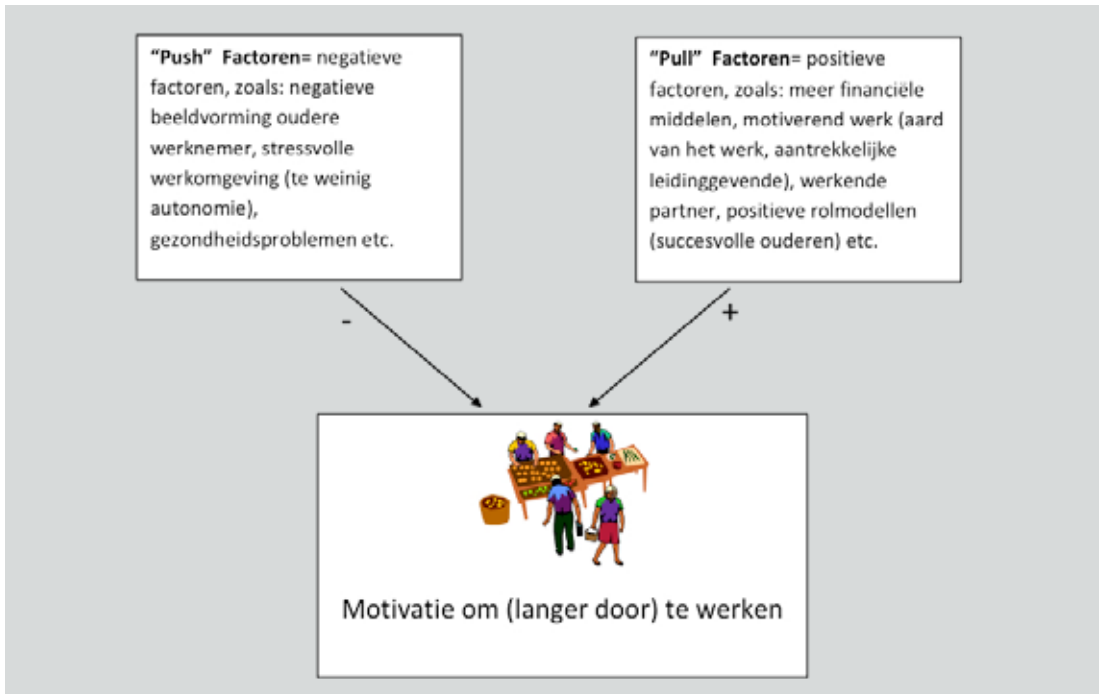 "Push" Factoren= negatieve
factoren, zoals: negatieve
beeldvorming oudere
werknemer, stressvolle
werkomgeving (te weinig
autonomie),
gezondheidsproblemen etc.
"Pull" Factoren= positieve
factoren, zoals: meer financiële
middelen, motiverend werk (aard
van het werk, aantrekkelijke
leidinggevende), werkende
partner, positieve rolmodellen
(succesvolle ouderen) etc.
-
+
Motivatie om (langer door) te werken